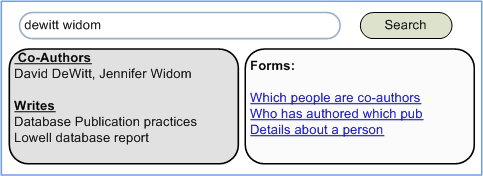 dewitt widom
Search
Co-Authors
David DeWitt, Jennifer Widom
Writes
Database Publication practices
Lowell database report
Forms:
Which people are co-authors
Who has authored which pub
Details about a person